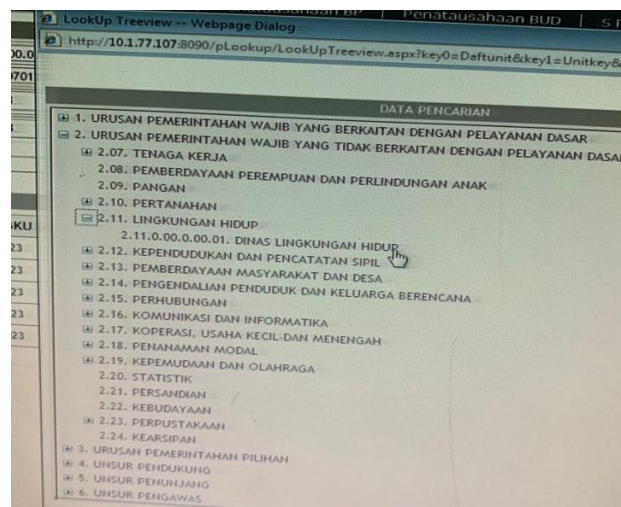 Penatausahaan BUD
LookUp Treeview -- Webpage Dialog
http://10.1.77.107:8090/pLookup/LookUpTreeview.aspx?key0=Daftunit&key1=Unitkey&
00.0
0701
DATA PENCARIAN
1. URUSAN PEMERINTAHAN WAJIB YANG BERKAITAN DENGAN PELAYANAN DASAR
2. URUSAN PEMERINTAHAN WAJIB YANG TIDAK BERKAITAN DENGAN PELAYANAN DASA
2.07. TENAGA KERJA
2.08. PEMBERDAYAAN PEREMPUAN DAN PERLINDUNGAN ANAK
2.09. PANGAN
2.10. PERTANAHAN
KU
2.11. LINGKUNGAN HIDUP
2.11.0.00.0.00.01. DINAS LINGKUNGAN HIDUP
23
2.12. KEPENDUDUKAN DAN PENCATATAN SIPIL
23
2.13. PEMBERDAYAAN MASYARAKAT DAN DESA
2.14. PENGENDALIAN PENDUDUK DAN KELUARGA BERENCANA
23
2.15. PERHUBUNGAN
23
2.16. KOMUNIKASI DAN INFORMATIKA
23
2.17. KOPERASI, USAHA KECIL DAN MENENGAH
2.18. PENANAMAN MODAL
2.19. KEPEMUDAAN DAN OLAHRAGA
2.20. STATISTIK
2.21. PERSANDIAN
2.22. KEBUDAYAAN
2.23. PERPUSTAKAAN
2.24. KEARSIPAN
3. URUSAN PEMERINTAHAN PILIHAN
4. UNSUR PENDUKUNG
5. UNSUR PENUNJANG
6. UNSUR PENGAWAS